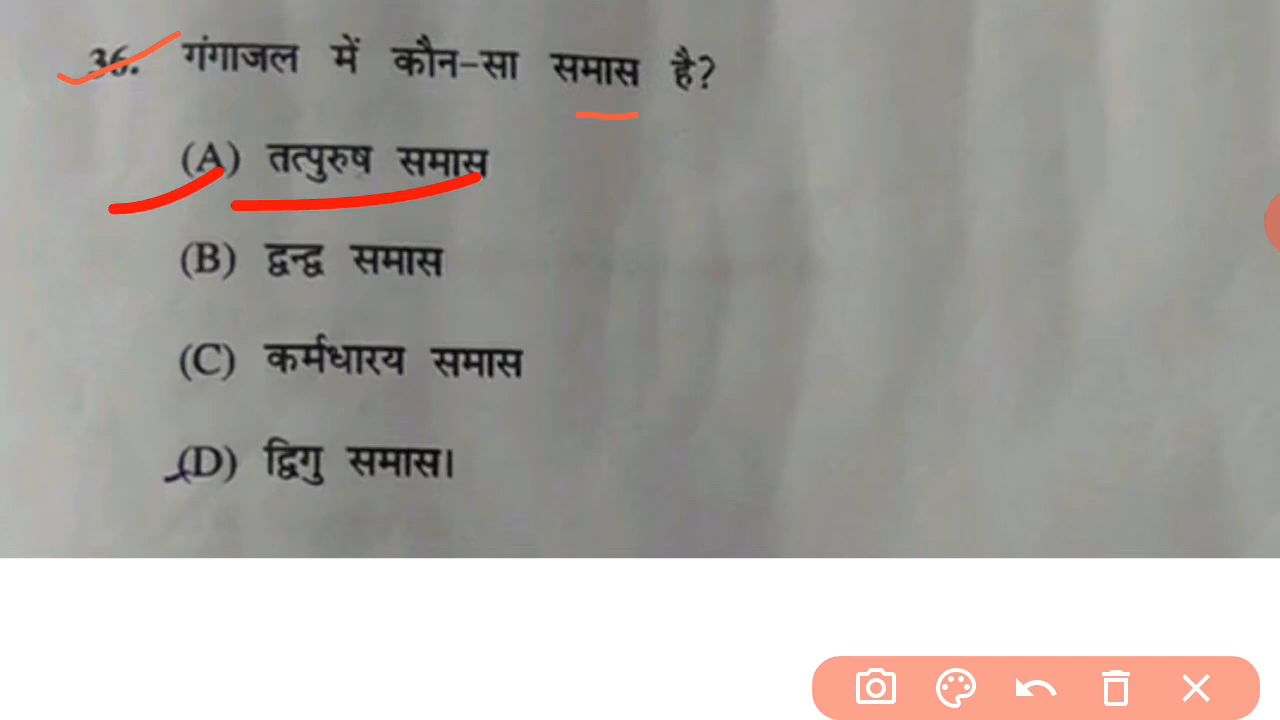 36. गंगाजल में कौन-सा समास है?
(A) तत्पुरुष समास
(B) द्वन्द्व समास
(C) कर्मधारय समास
(D) द्विगु समास।